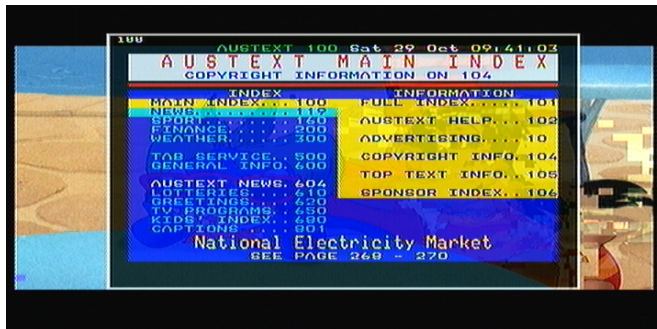 100
AUSTEXT 100 Sat 29 Oct 09:41:03
AUSTEXT MAIN INDEX
COPYRIGHT INFORMATION ON 104
INDEX
MAIN INDEX... 100
NEWS
SPORT....... 160
FINANCE..... 200
WEATHER..... 300
TAB SERVICE. 500
GENERAL INFO. 600
AUSTEXT NEWS. 604
LOTTERIES... 610
GREETINGS... 620
TV PROGRAMS.. 650
KIDS' INDEX.. 680
CAPTIONS.... 801
INFORMATION
FULL INDEX..... 101
AUSTEXT HELP... 102
ADVERTISING.... 10
COPYRIGHT INFO. 104
TOP TEXT INFO.. 105
SPONSOR INDEX.. 106
National Electricity Market
SEE PAGE 268 - 270